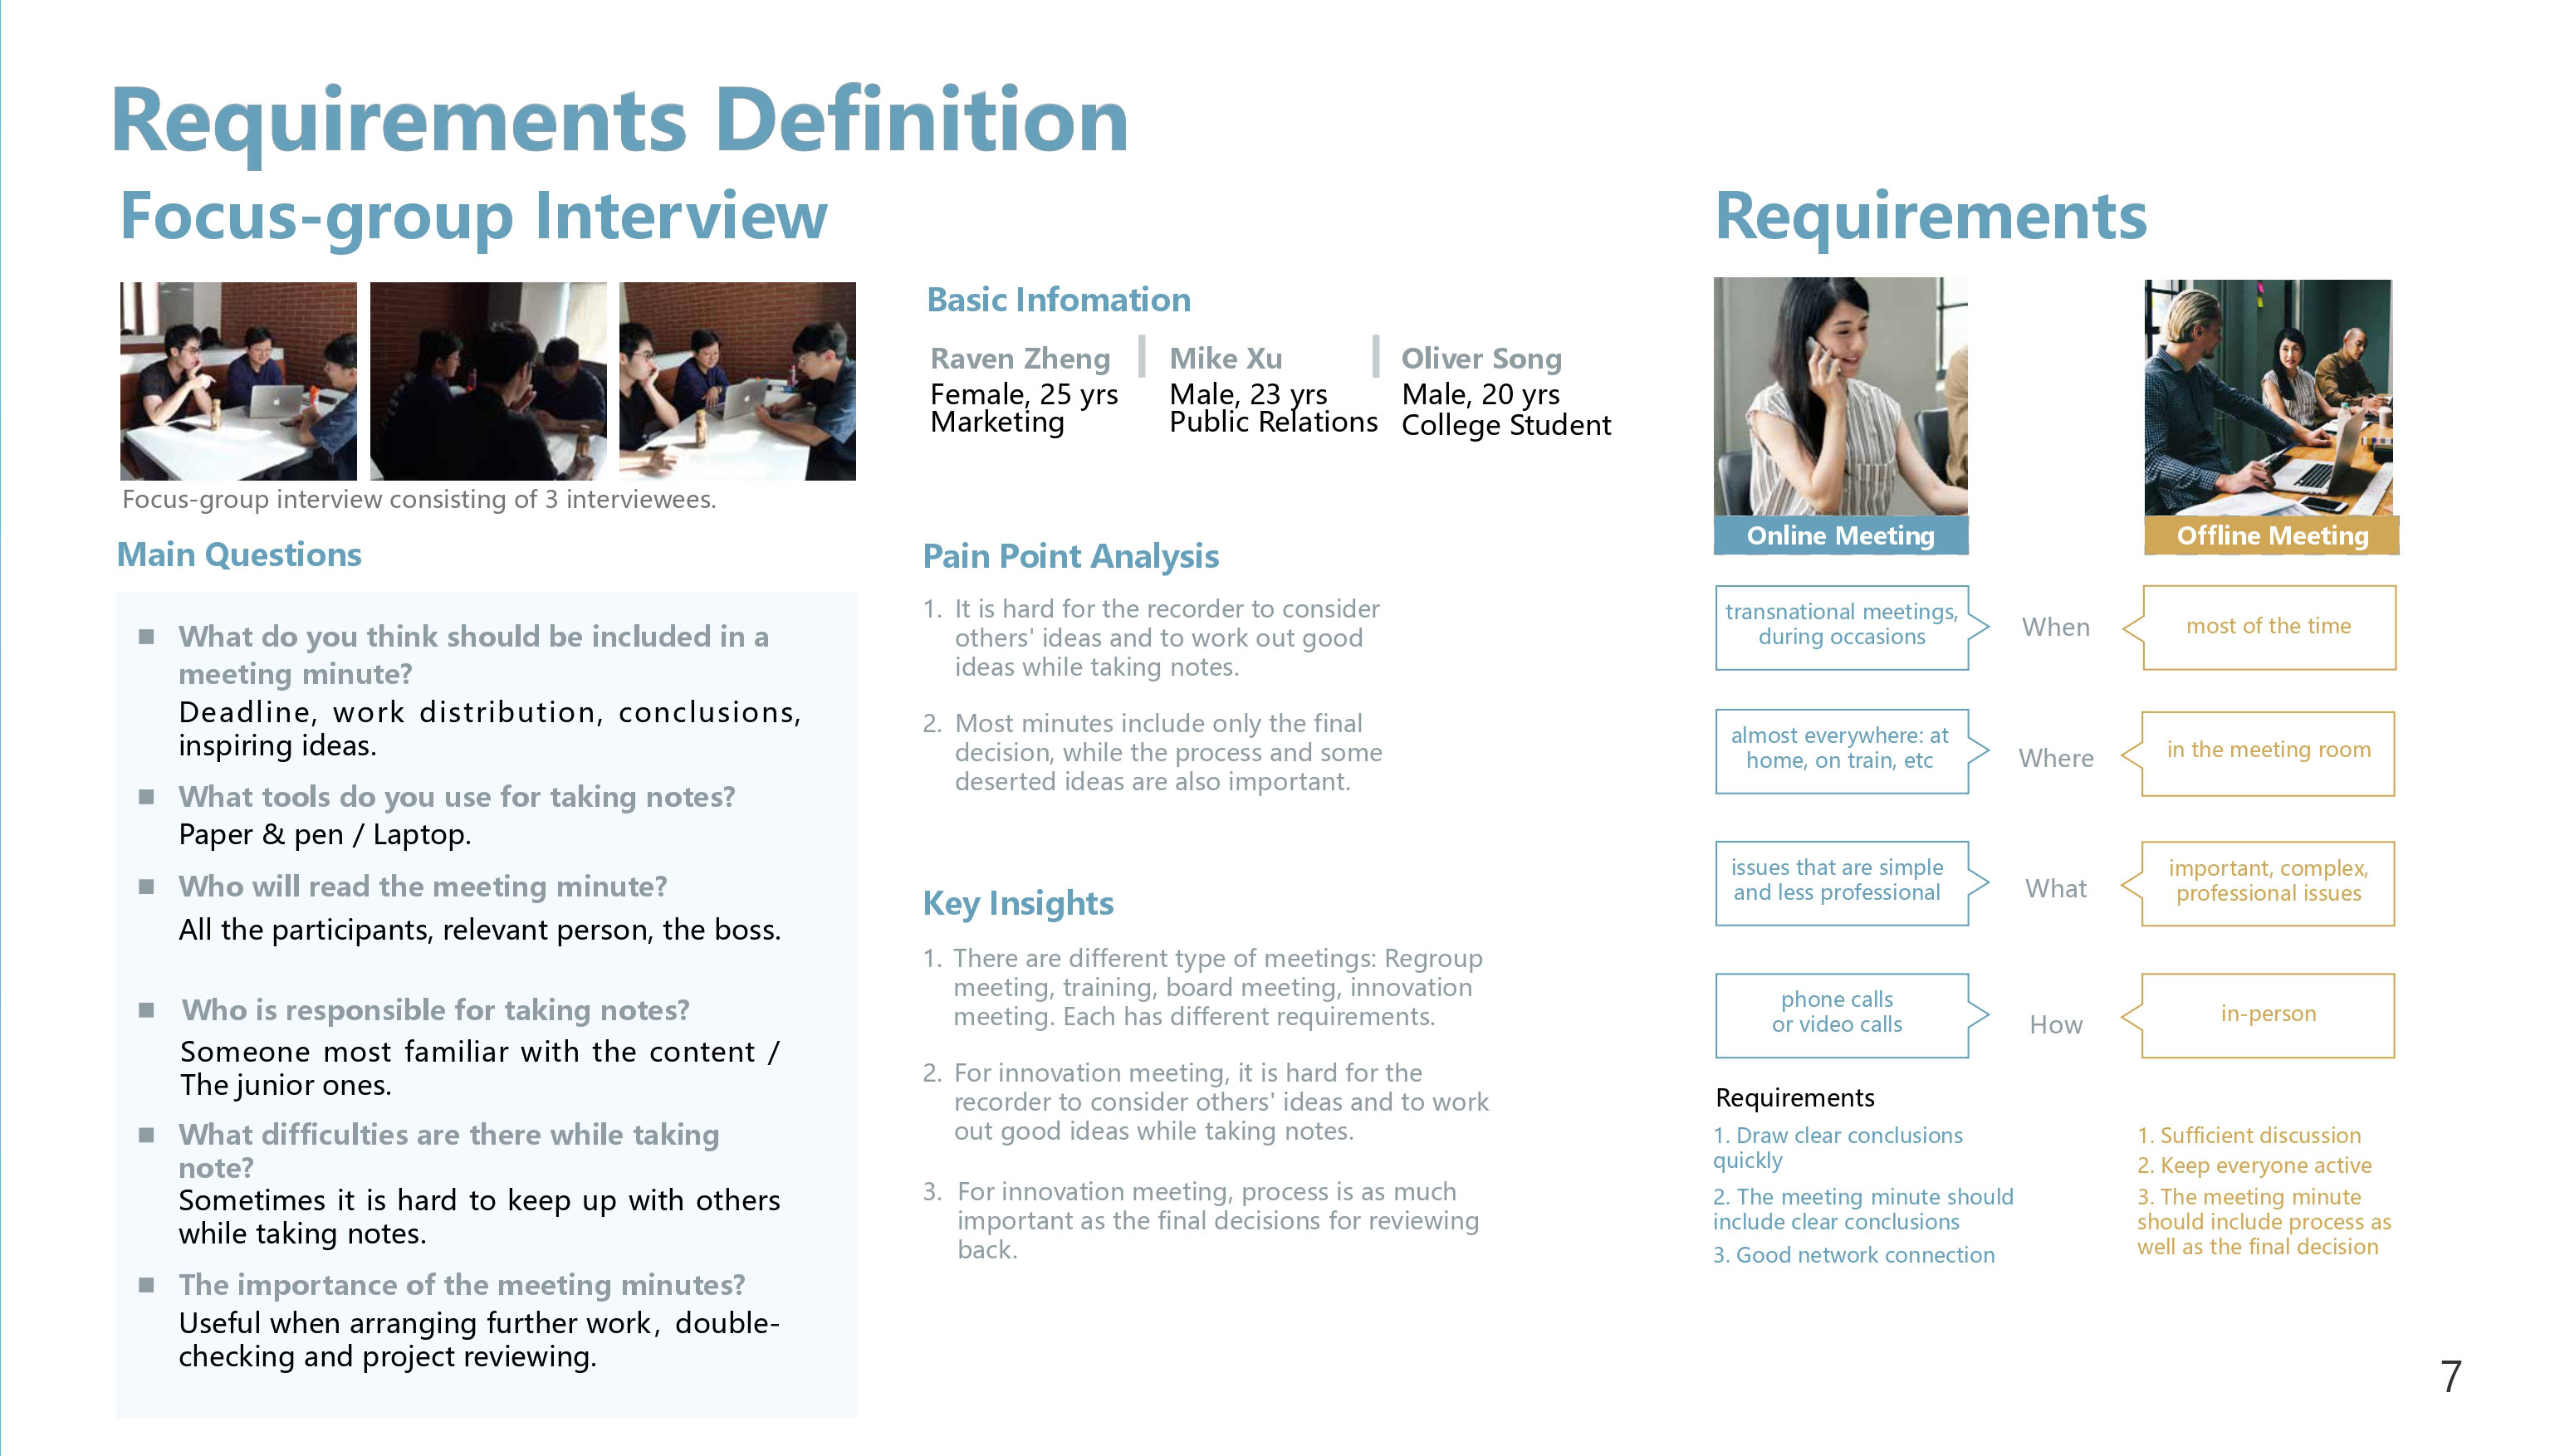 Requirements Definition
Focus-group Interview
Focus-group interview consisting of 3 interviewees.
Main Questions
■ What do you think should be included in a
meeting minute?
Deadline, work distribution, conclusions,
inspiring ideas.
■ What tools do you use for taking notes?
Paper & pen / Laptop.
■ Who will read the meeting minute?
All the participants, relevant person, the boss.
■ Who is responsible for taking notes?
Someone most familiar with the content /
The junior ones.
■ What difficulties are there while taking
note?
Sometimes it is hard to keep up with others
while taking notes.
■ The importance of the meeting minutes?
Useful when arranging further work, double-
checking and project reviewing.
Basic Infomation
Raven Zheng
Female, 25 yrs
Marketing
Mike Xu
Male, 23 yrs
Public Relations
Oliver Song
Male, 20 yrs
College Student
Pain Point Analysis
1. It is hard for the recorder to consider
others' ideas and to work out good
ideas while taking notes.
2. Most minutes include only the final
decision, while the process and some
deserted ideas are also important.
Key Insights
1. There are different type of meetings: Regroup
meeting, training, board meeting, innovation
meeting. Each has different requirements.
2. For innovation meeting, it is hard for the
recorder to consider others' ideas and to work
out good ideas while taking notes.
3. For innovation meeting, process is as much
important as the final decisions for reviewing
back.
Requirements
Online Meeting
Offline Meeting
transnational meetings,
during occasions
When
most of the time
almost everywhere: at
home, on train, etc
Where
in the meeting room
issues that are simple
and less professional
What
important, complex,
professional issues
phone calls
or video calls
How
in-person
Requirements
1. Draw clear conclusions
quickly
2. The meeting minute should
include clear conclusions
3. Good network connection
1. Sufficient discussion
2. Keep everyone active
3. The meeting minute
should include process as
well as the final decision
7